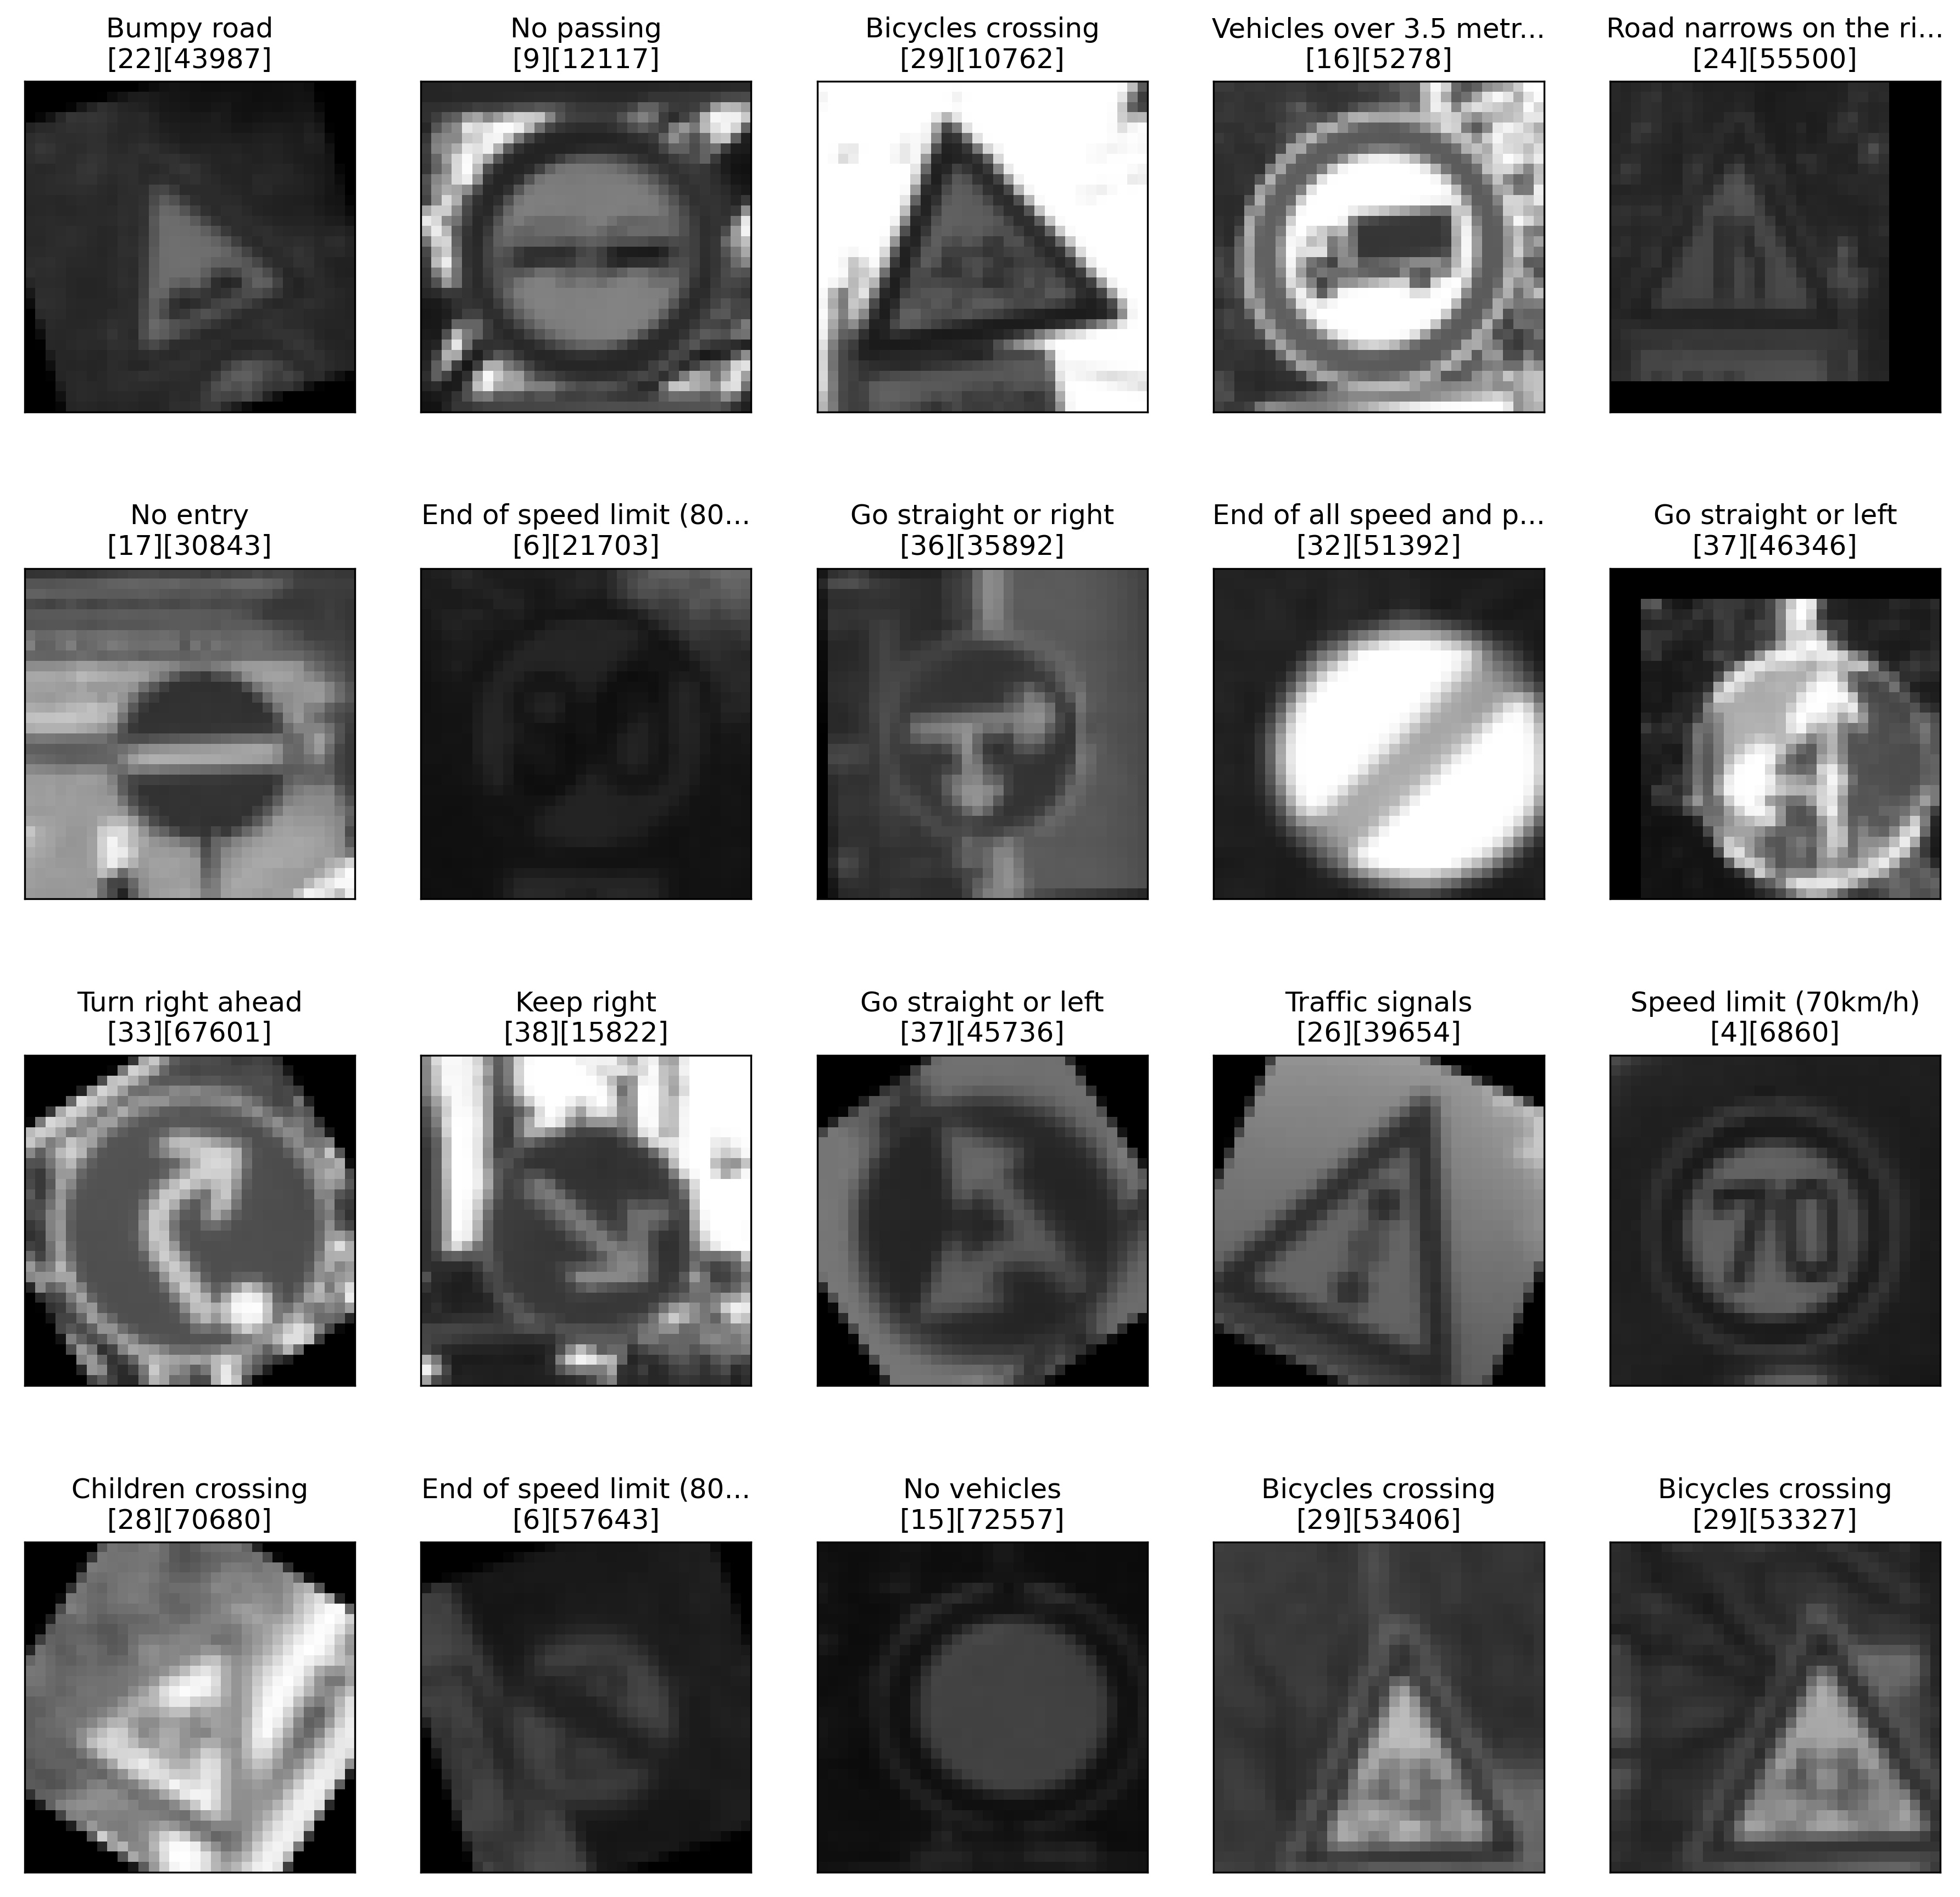 Bumpy road
[22][43987]
No passing
[9][12117]
Bicycles crossing
[29][10762]
Vehicles over 3.5 metr...
[16][5278]
Road narrows on the ri...
[24][55500]
No entry
[17][30843]
End of speed limit (80...
[6][21703]
Go straight or right
[36][35892]
End of all speed and p...
[32][51392]
Go straight or left
[37][46346]
Turn right ahead
[33][67601]
Keep right
[38][15822]
Go straight or left
[37][45736]
Traffic signals
[26][39654]
Speed limit (70km/h)
[4][6860]
70
Children crossing
[28][70680]
End of speed limit (80...
[6][57643]
No vehicles
[15][72557]
Bicycles crossing
[29][53406]
Bicycles crossing
[29][53327]